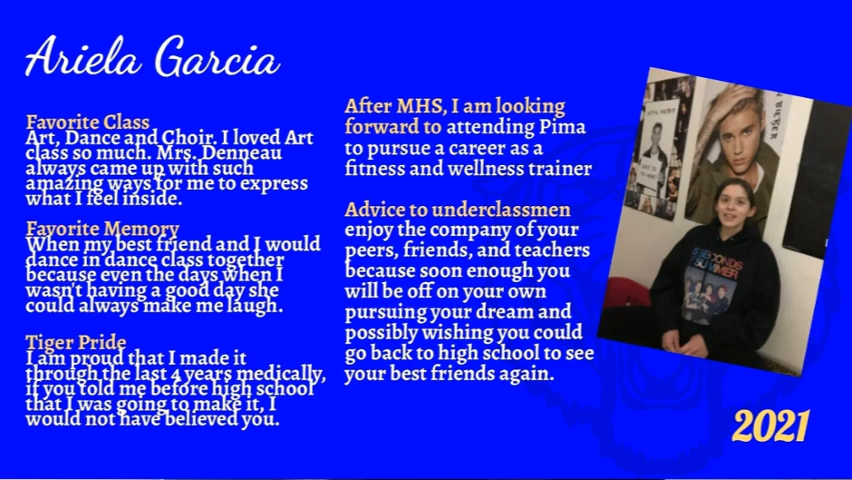 Ariela Garcia
Favorite Class
Art, Dance and Choir. I loved Art
class so much. Mrs. Denneau
always came up with such
amazing ways for me to express
what I feel inside.
Favorite Memory
When my best friend and I would
dance in dance class together
because even the days when I
wasn't having a good day she
could always make me laugh.
Tiger Pride
I am proud that I made it
through the last 4 years medically,
if you told me before high school
that I was going to make it, I
would not have believed you.
After MHS, I am looking
forward to attending Pima
to pursue a career as a
fitness and wellness trainer
Advice to underclassmen
enjoy the company of your
peers, friends, and teachers
because soon enough you
will be off on your own
pursuing your dream and
possibly wishing you could
go back to high school to see
your best friends again.
BIEBER
SECONDS
SUMMER
2021